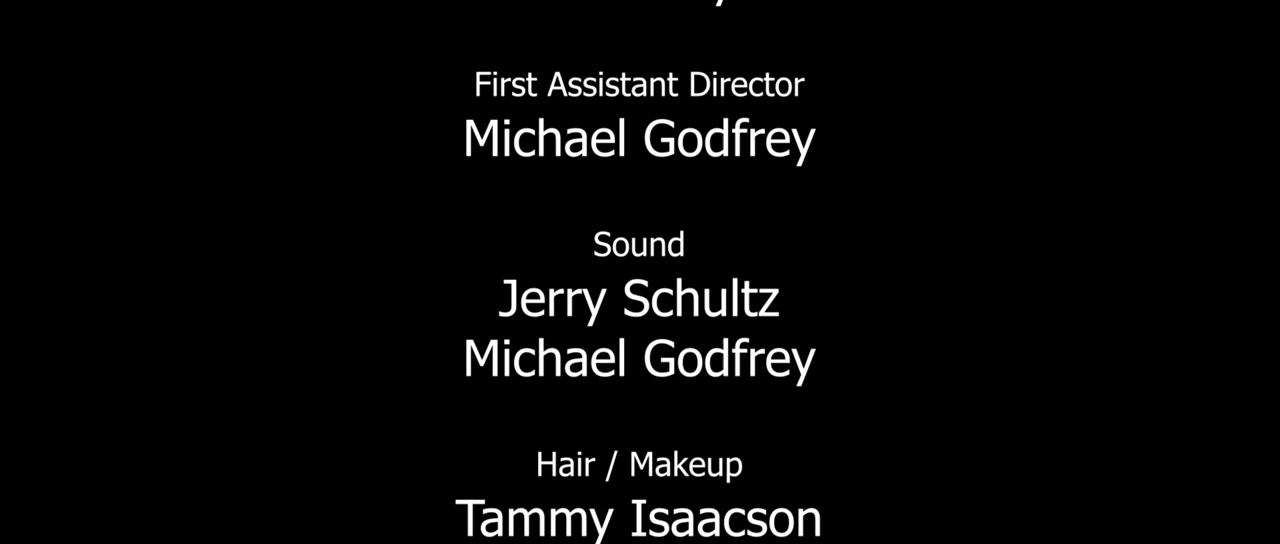 First Assistant Director
Michael Godfrey
Sound
Jerry Schultz
Michael Godfrey
Hair / Makeup
Tammy Isaacson